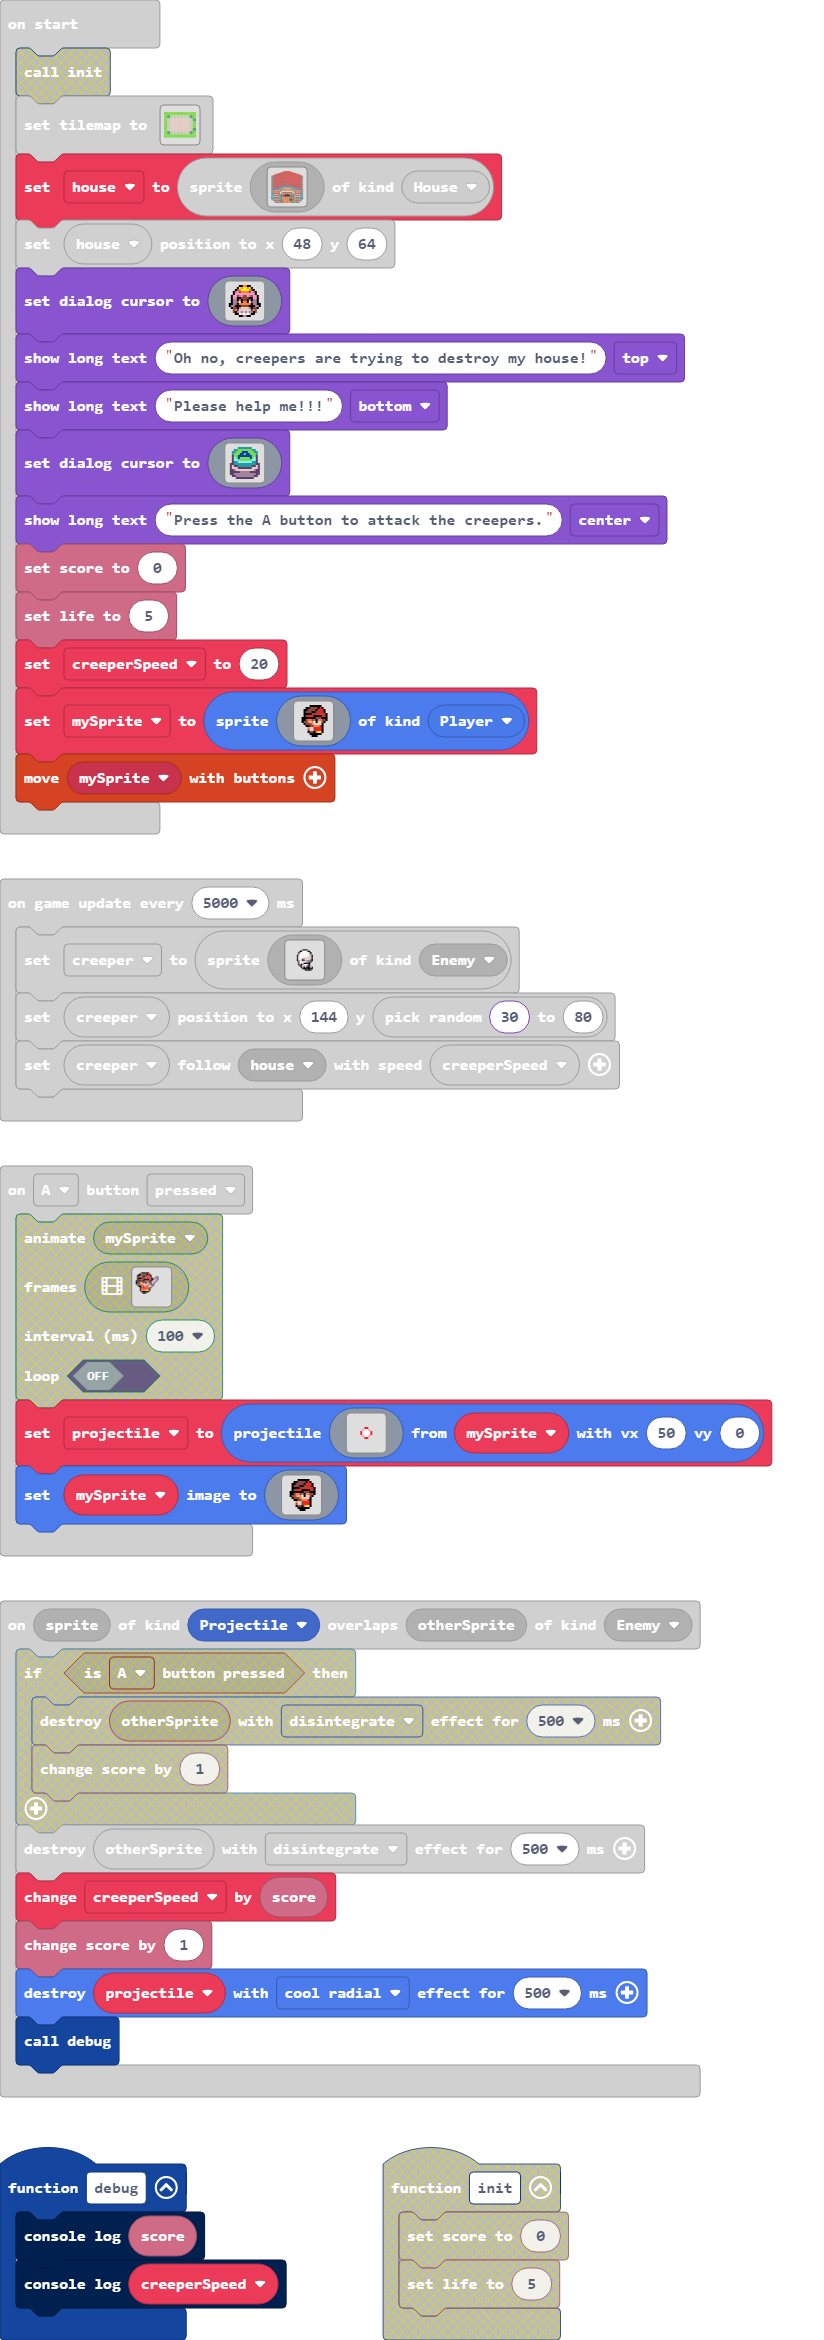 on start
call init
set tilemap to
set house to sprite of kind House
set house position to x 48 y 64
set dialog cursor to
show long text "Oh no, creepers are trying to destroy my house!" top
show long text "Please help me!!!" bottom
set dialog cursor to
show long text "Press the A button to attack the creepers." center
set score to 0
set life to 5
set creeperSpeed to 20
set mySprite to sprite of kind Player
move mySprite with buttons
on game update every 5000 ms
set creeper to sprite of kind Enemy
set creeper position to x 144 y pick random 30 to 80
set creeper follow house with speed creeperSpeed
on A button pressed
animate mySprite
frames
interval (ms) 100
loop OFF
set projectile to projectile from mySprite with vx 50 vy 0
set mySprite image to
on sprite of kind Projectile overlaps otherSprite of kind Enemy
if is A button pressed then
destroy otherSprite with disintegrate effect for 500 ms
change score by 1
destroy otherSprite with disintegrate effect for 500 ms
change creeperSpeed by score
change score by 1
destroy projectile with cool radial effect for 500 ms
call debug
function debug
console log score
console log creeperSpeed
function init
set score to 0
set life to 5